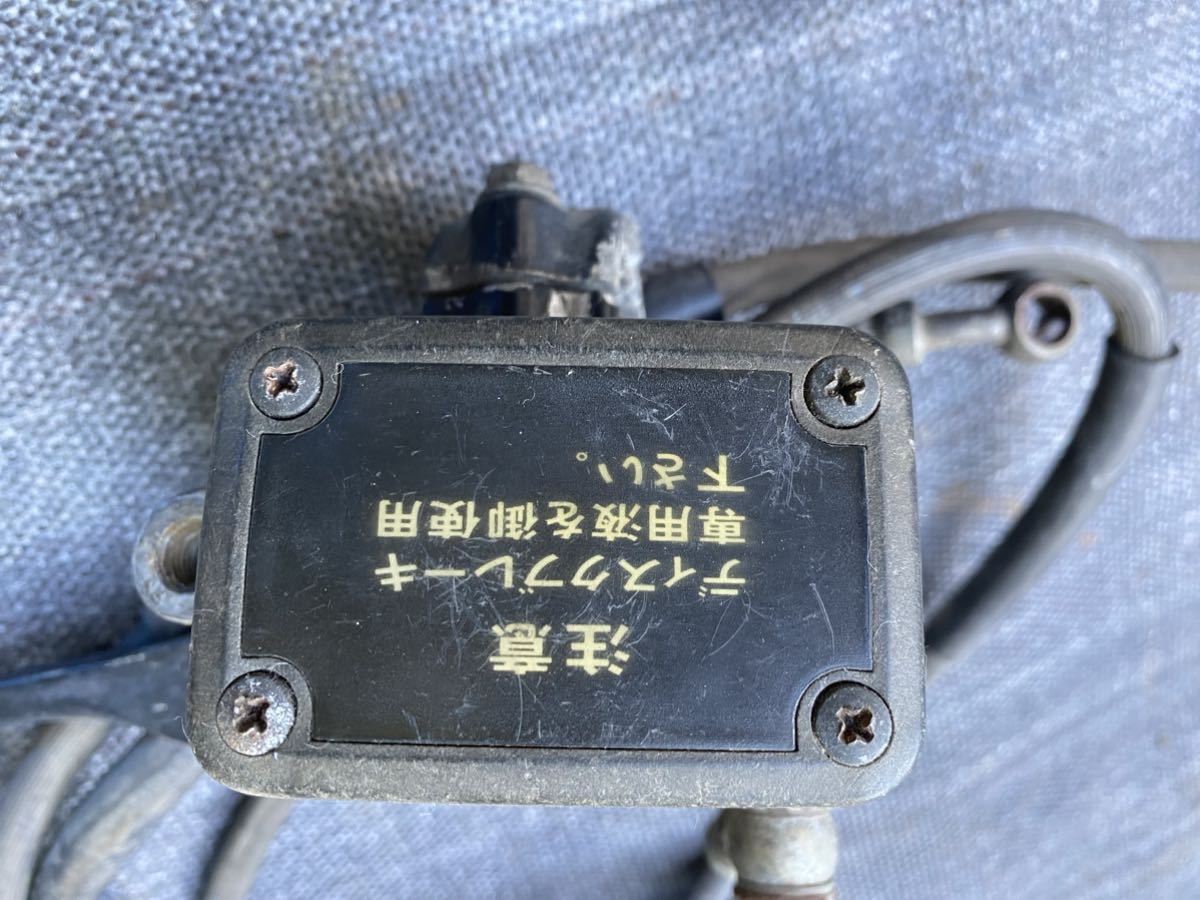 注意
ディスクブレーキ
専用液を御使用
下さい。